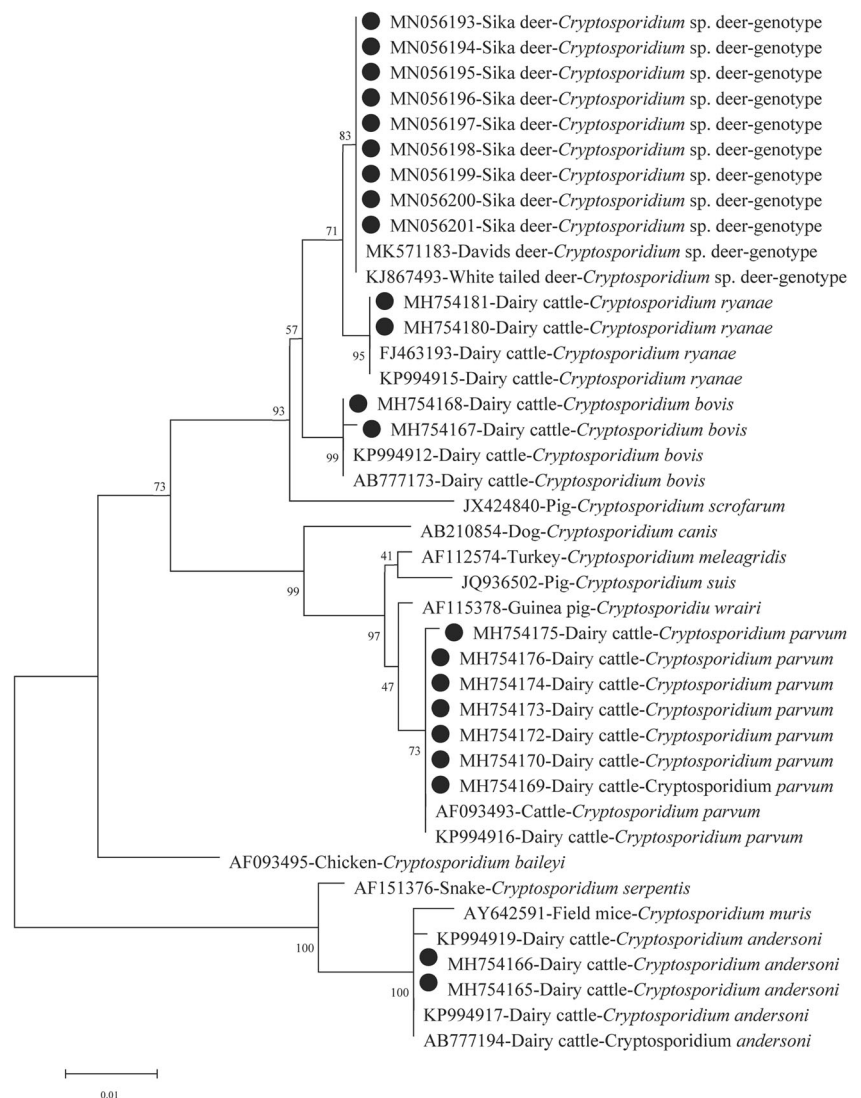 MN056193-Sika deer-Cryptosporidium sp. deer-genotype
MN056194-Sika deer-Cryptosporidium sp. deer-genotype
MN056195-Sika deer-Cryptosporidium sp. deer-genotype
MN056196-Sika deer-Cryptosporidium sp. deer-genotype
MN056197-Sika deer-Cryptosporidium sp. deer-genotype
83
MN056198-Sika deer-Cryptosporidium sp. deer-genotype
MN056199-Sika deer-Cryptosporidium sp. deer-genotype
MN056200-Sika deer-Cryptosporidium sp. deer-genotype
MN056201-Sika deer-Cryptosporidium sp. deer-genotype
71
MK571183-Davids deer-Cryptosporidium sp. deer-genotype
KJ867493-White tailed deer-Cryptosporidium sp. deer-genotype
MH754181-Dairy cattle-Cryptosporidium ryanae
MH754180-Dairy cattle-Cryptosporidium ryanae
57
95
FJ463193-Dairy cattle-Cryptosporidium ryanae
KP994915-Dairy cattle-Cryptosporidium ryanae
MH754168-Dairy cattle-Cryptosporidium bovis
93
MH754167-Dairy cattle-Cryptosporidium bovis
99
KP994912-Dairy cattle-Cryptosporidium bovis
AB777173-Dairy cattle-Cryptosporidium bovis
73
JX424840-Pig-Cryptosporidium scrofarum
AB210854-Dog-Cryptosporidium canis
41
AF112574-Turkey-Cryptosporidium meleagridis
JQ936502-Pig-Cryptosporidium suis
99
AF115378-Guinea pig-Cryptosporidiu wrairi
97
MH754175-Dairy cattle-Cryptosporidium parvum
MH754176-Dairy cattle-Cryptosporidium parvum
47
MH754174-Dairy cattle-Cryptosporidium parvum
MH754173-Dairy cattle-Cryptosporidium parvum
MH754172-Dairy cattle-Cryptosporidium parvum
73
MH754170-Dairy cattle-Cryptosporidium parvum
MH754169-Dairy cattle-Cryptosporidium parvum
AF093493-Cattle-Cryptosporidium parvum
KP994916-Dairy cattle-Cryptosporidium parvum
AF093495-Chicken-Cryptosporidium baileyi
AF151376-Snake-Cryptosporidium serpentis
AY642591-Field mice-Cryptosporidium muris
100
KP994919-Dairy cattle-Cryptosporidium andersoni
MH754166-Dairy cattle-Cryptosporidium andersoni
100
MH754165-Dairy cattle-Cryptosporidium andersoni
KP994917-Dairy cattle-Cryptosporidium andersoni
AB777194-Dairy cattle-Cryptosporidium andersoni
0.01